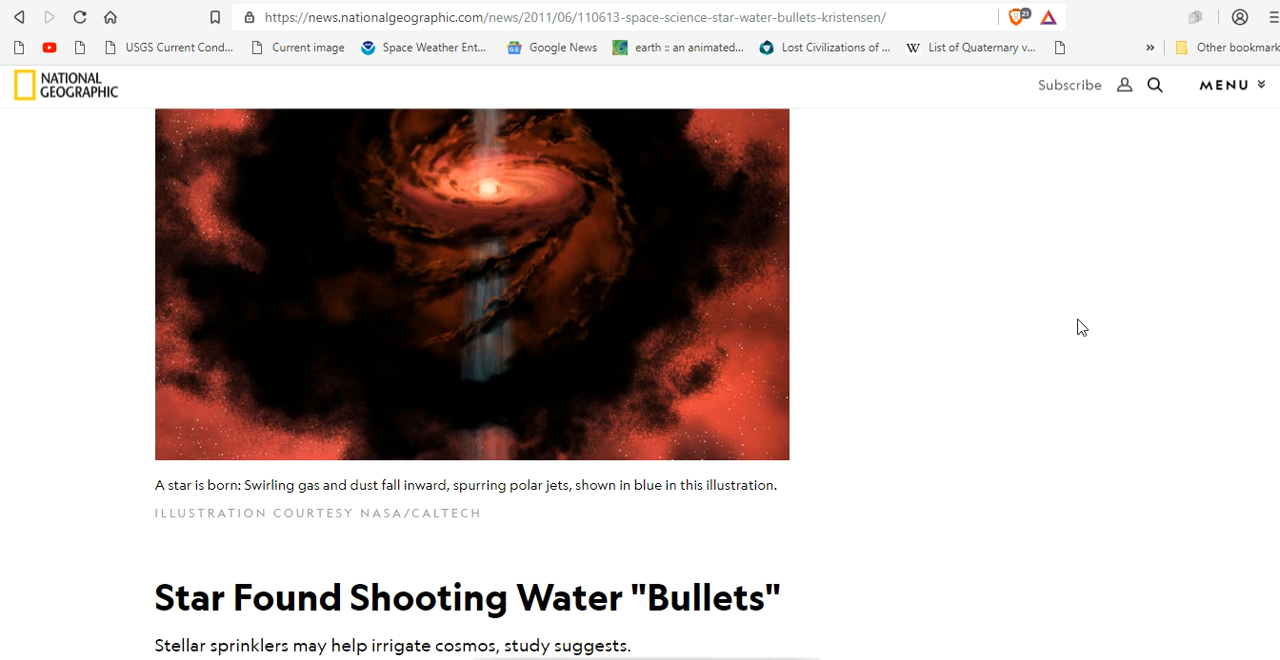 https://news.nationalgeographic.com/news/2011/06/110613-space-science-star-water-bullets-kristensen/
21
USGS Current Cond... Current image Space Weather Ent... Google News earth :: an animated... Lost Civilizations of ... W List of Quaternary v... » Other bookmark
NATIONAL
GEOGRAPHIC
Subscribe MENU
A star is born: Swirling gas and dust fall inward, spurring polar jets, shown in blue in this illustration.
ILLUSTRATION COURTESY NASA/CALTECH
Star Found Shooting Water "Bullets"
Stellar sprinklers may help irrigate cosmos, study suggests.